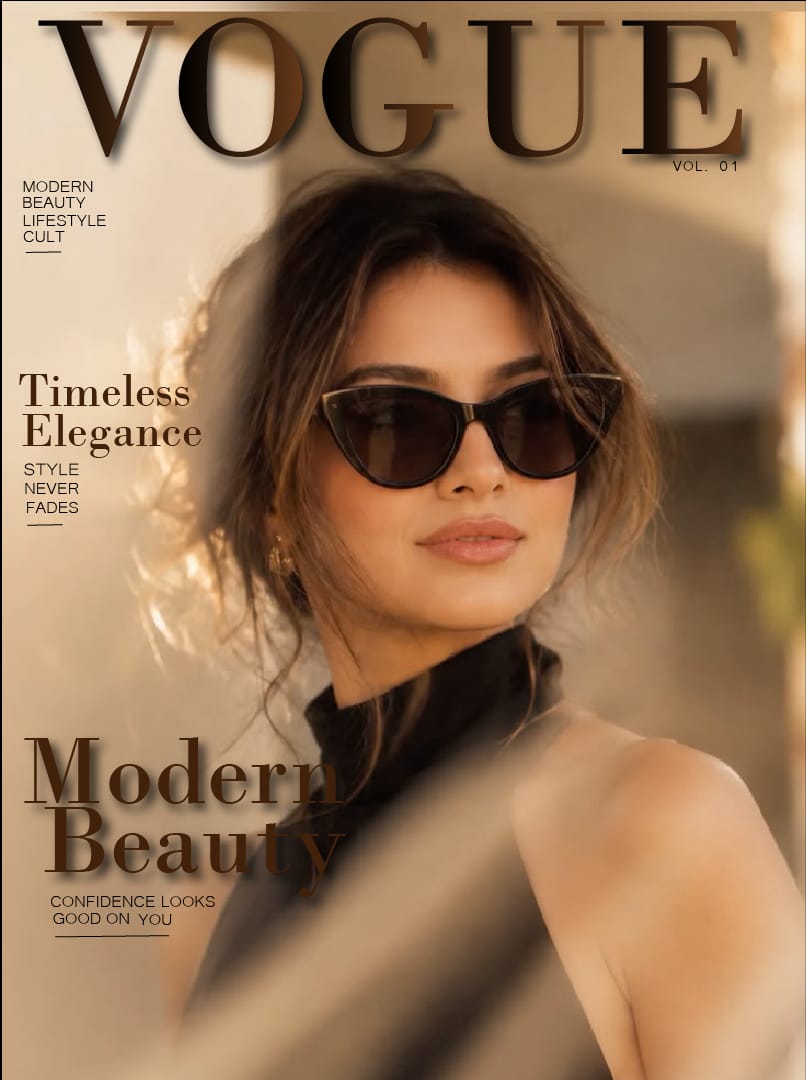 VOGUE
VOL. 01
MODERN
BEAUTY
LIFESTYLE
CULT
Timeless
Elegance
STYLE
NEVER
FADES
Modern
Beauty
CONFIDENCE LOOKS
GOOD ON YOU